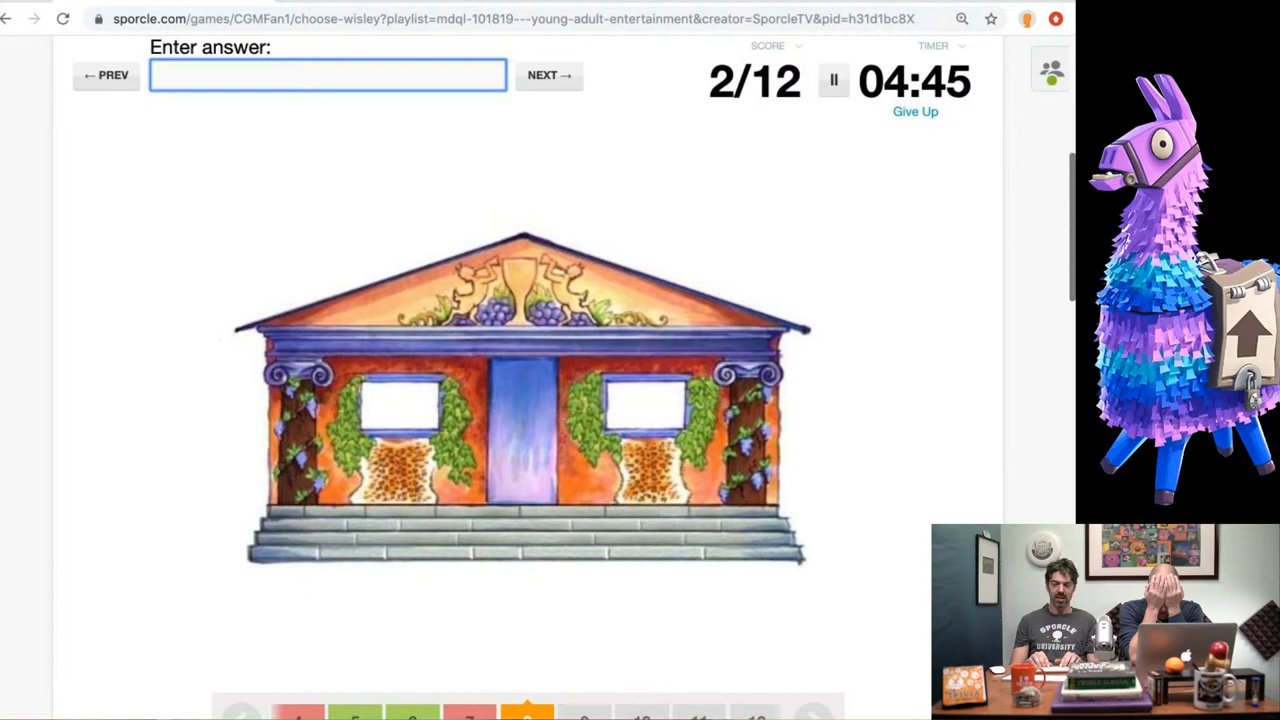 sporcle.com/games/CGMFan1/choose-wisley?playlist=mdql-101819---young-adult-entertainment&creator=SporcleTV&pid=h31d1bc8X
Enter answer:
SCORE
TIMER
← PREV
NEXT →
2/12
04:45
Give Up
SPORCLE
UNIVERSITY